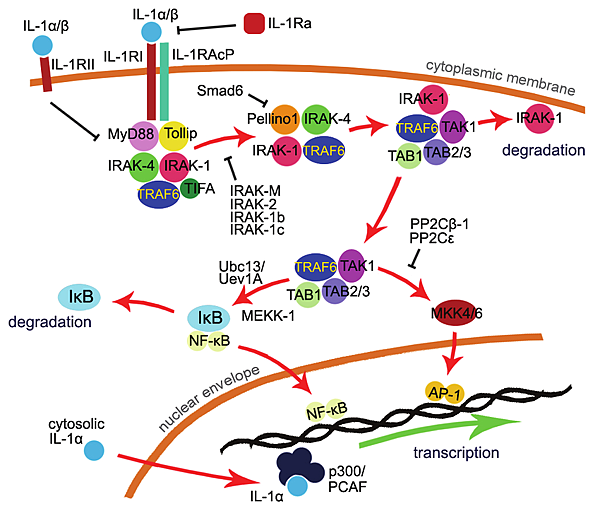 IL-1α/β
IL-1α/β
IL-1Ra
IL-1RII
IL-1RI
IL-1RAcP
cytoplasmic membrane
Smad6
MyD88
Tollip
IRAK-4
IRAK-1
TRAF6
TIFA
Pellino1
IRAK-4
IRAK-1
TRAF6
IRAK-1
TRAF6
TAK1
TAB1
TAB2/3
IRAK-1
degradation
IRAK-M
IRAK-2
IRAK-1b
IRAK-1c
PP2Cβ-1
PP2Cε
Ubc13/
Uev1A
TRAF6
TAK1
TAB1
TAB2/3
MEKK-1
IκB
degradation
IκB
NF-κB
MKK4/6
nuclear envelope
NF-κB
AP-1
transcription
cytosolic
IL-1α
IL-1α
p300/
PCAF